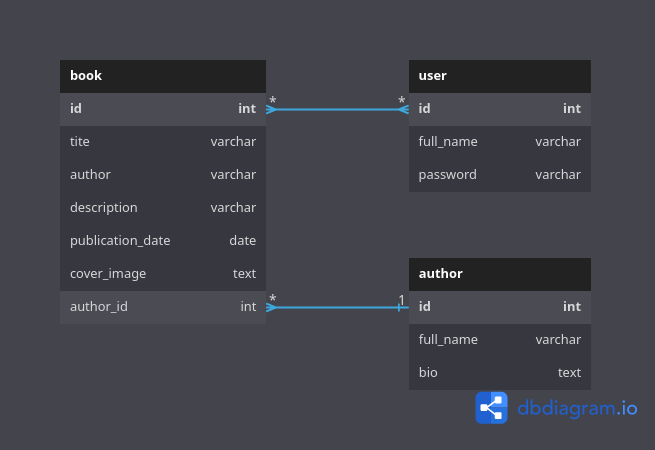 book
id int
tite varchar
author varchar
description varchar
publication_date date
cover_image text
author_id int
* *
user
id int
full_name varchar
password varchar
* 1
author
id int
full_name varchar
bio text
dbdiagram.io